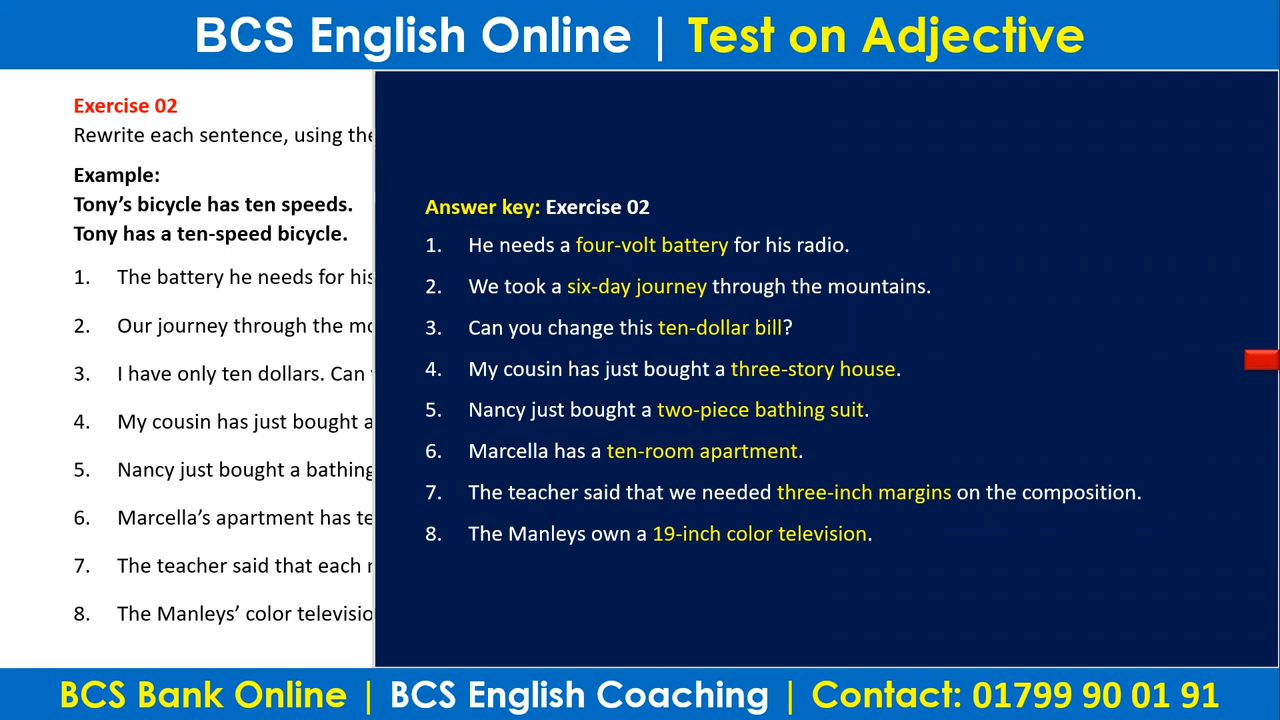 BCS English Online | Test on Adjective
Exercise 02
Rewrite each sentence, using the
Example:
Tony’s bicycle has ten speeds.
Tony has a ten-speed bicycle.
1. The battery he needs for his
2. Our journey through the
3. I have only ten dollars. Can
4. My cousin has just bought a
5. Nancy just bought a bathing
6. Marcella’s apartment has
7. The teacher said that each
8. The Manleys’ color
Answer key: Exercise 02
1. He needs a four-volt battery for his radio.
2. We took a six-day journey through the mountains.
3. Can you change this ten-dollar bill?
4. My cousin has just bought a three-story house.
5. Nancy just bought a two-piece bathing suit.
6. Marcella has a ten-room apartment.
7. The teacher said that we needed three-inch margins on the composition.
8. The Manleys own a 19-inch color television.
BCS Bank Online | BCS English Coaching | Contact: 01799 90 01 91